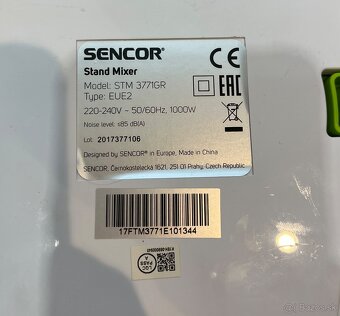 SENCOR®
Stand Mixer
Model: STM 3771GR
Type: EUE2
220-240V ~ 50/60Hz, 1000W
Noise level: ≤85 dB(A)
Lot: 2017377106
Designed by SENCOR® in Europe, Made in China
SENCOR, Černokostelecká 1621, 251 01 Říčany, Czech Republic
CE
EAC
17FTM3771E101344
PASS